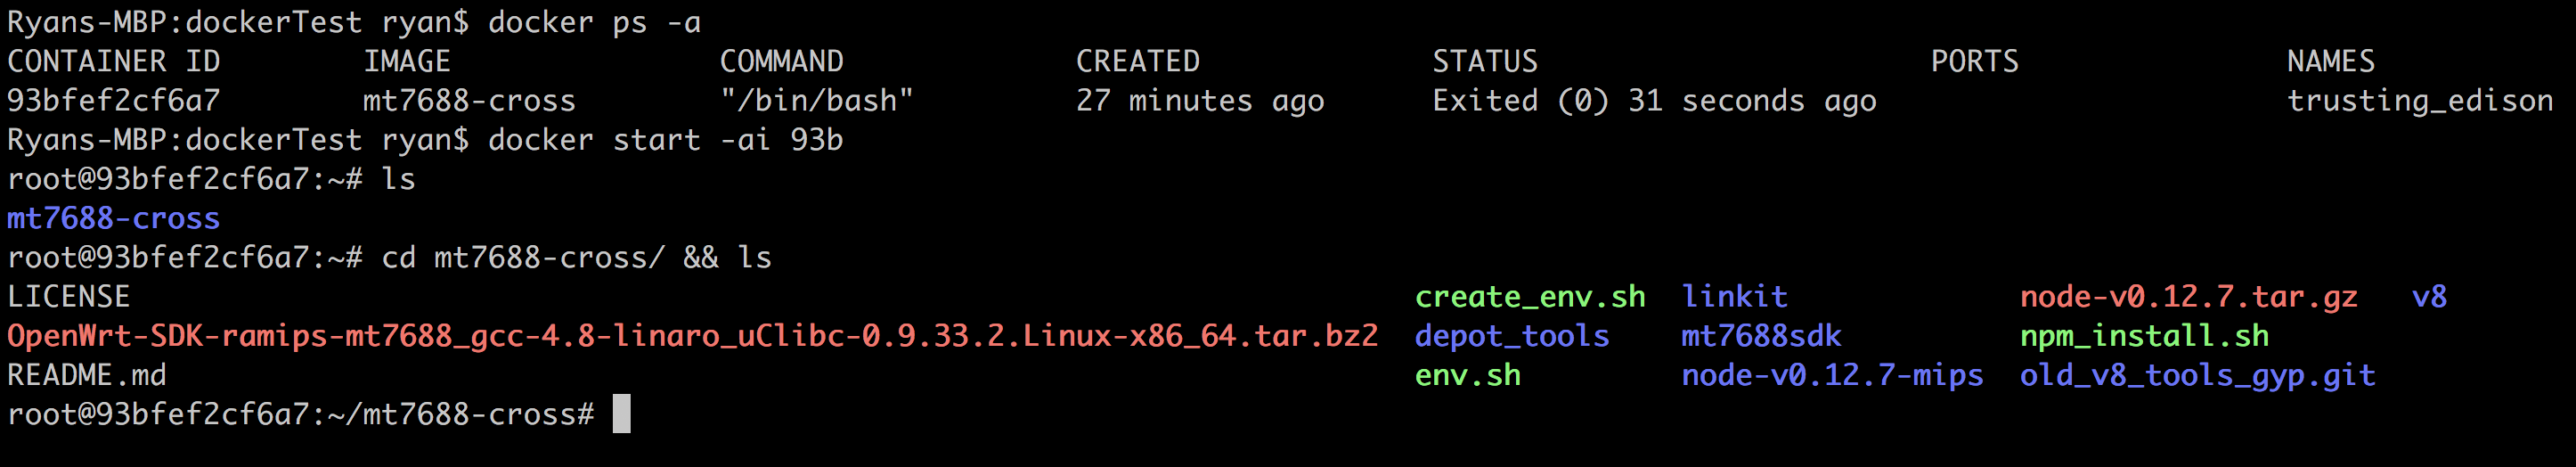 Ryans-MBP:dockerTest ryan$ docker ps -a
CONTAINER ID        IMAGE               COMMAND             CREATED             STATUS                      PORTS               NAMES
93bfef2cf6a7        mt7688-cross        "/bin/bash"         27 minutes ago      Exited (0) 31 seconds ago                       trusting_edison
Ryans-MBP:dockerTest ryan$ docker start -ai 93b
root@93bfef2cf6a7:~# ls
mt7688-cross
root@93bfef2cf6a7:~# cd mt7688-cross/ && ls
LICENSE                                                                        create_env.sh  linkit             node-v0.12.7.tar.gz   v8
OpenWrt-SDK-ramips-mt7688_gcc-4.8-linaro_uClibc-0.9.33.2.Linux-x86_64.tar.bz2  depot_tools    mt7688sdk          npm_install.sh
README.md                                                                      env.sh         node-v0.12.7-mips  old_v8_tools_gyp.git
root@93bfef2cf6a7:~/mt7688-cross#